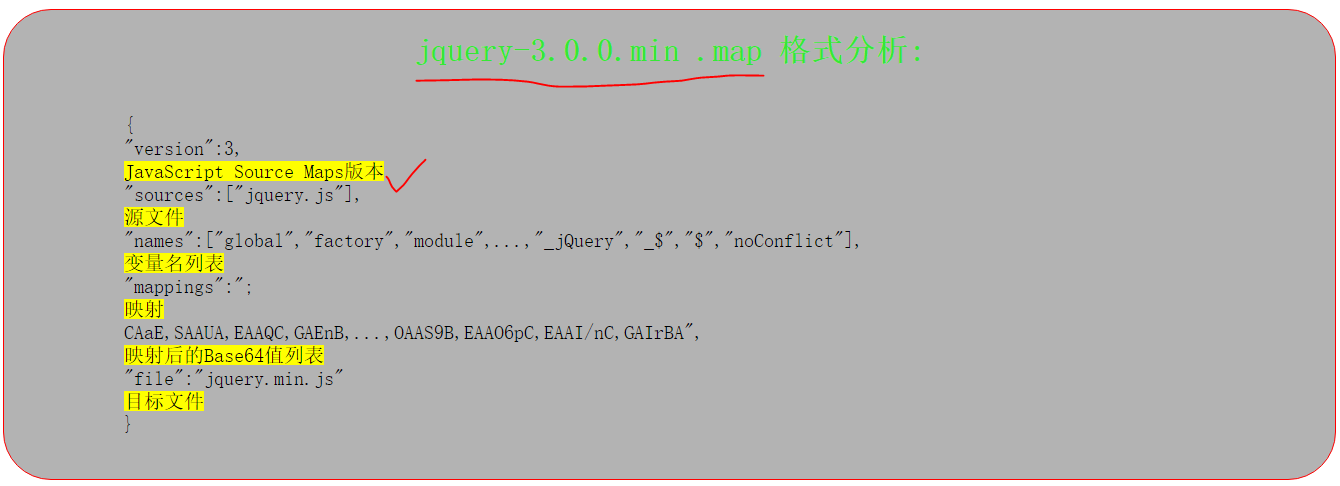 jquery-3.0.0.min .map 格式分析:
{
"version":3,
JavaScript Source Maps版本
"sources":["jquery.js"],
源文件
"names":["global","factory","module",...,"_jQuery","_$","$","noConflict"],
变量名列表
"mappings":";
映射
CAaE,SAAUA,EAAQC,GAEnB,...,OAAS9B,EAAO6pC,EAAI/nC,GAIrBA",
映射后的Base64值列表
"file":"jquery.min.js"
目标文件
}